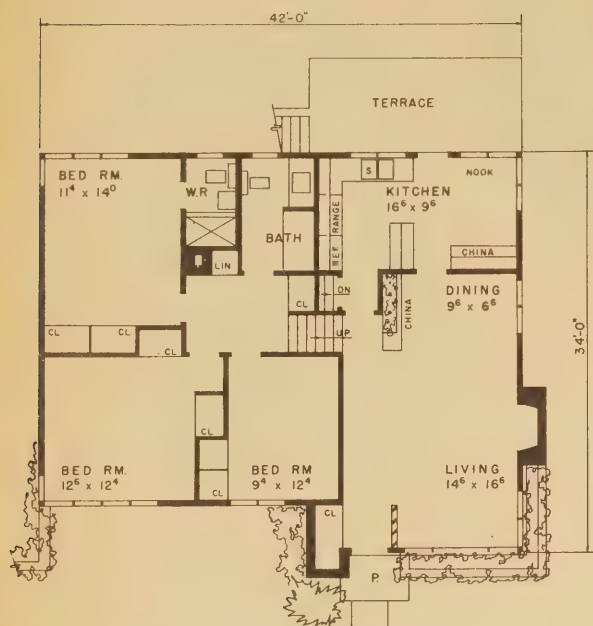 42'-0"
TERRACE
BED RM.
11⁴ x 14⁰
W.R
BATH
S
KITCHEN
16⁶ x 9⁶
NOOK
RANGE
REF
CHINA
LIN
DN
CL
DINING
9⁶ x 6⁶
CHINA
UP
CL
CL
CL
34'-0"
CL
BED RM.
12⁶ x 12⁴
BED RM
9⁴ x 12⁴
LIVING
14⁶ x 16⁶
CL
CL
P.